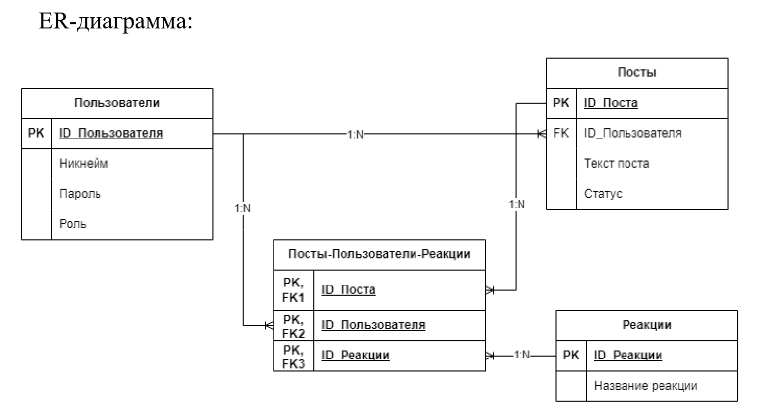 ER-диаграмма:
Пользователи
PK ID_Пользователя
Никнейм
Пароль
Роль
Посты
PK ID_Поста
FK ID_Пользователя
Текст поста
Статус
1:N
1:N
1:N
Посты-Пользователи-Реакции
PK, FK1 ID_Поста
PK, FK2 ID_Пользователя
PK, FK3 ID_Реакции
1:N
Реакции
PK ID_Реакции
Название реакции